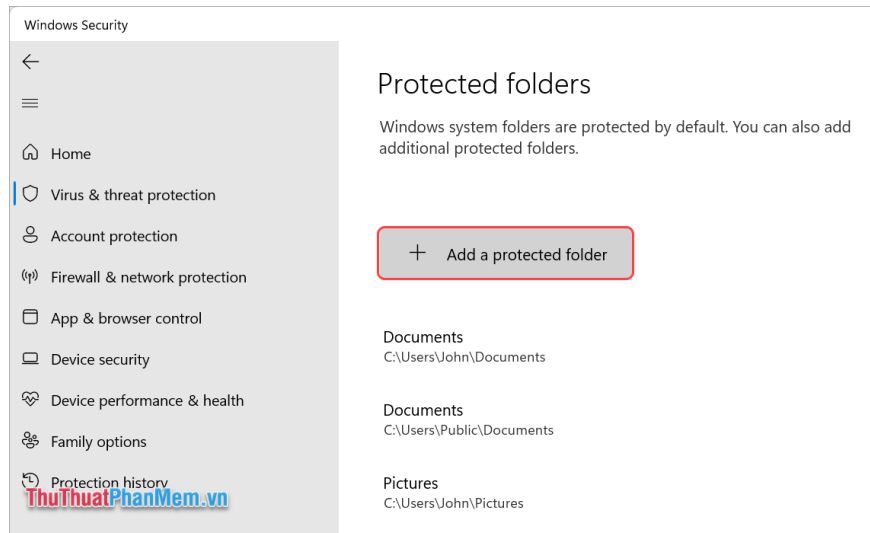 Windows Security
Home
Virus & threat protection
Account protection
Firewall & network protection
App & browser control
Device security
Device performance & health
Family options
Protection history
ThuThuatPhanMem.vn
Protected folders
Windows system folders are protected by default. You can also add
additional protected folders.
Add a protected folder
Documents
C:\Users\John\Documents
Documents
C:\Users\Public\Documents
Pictures
C:\Users\John\Pictures